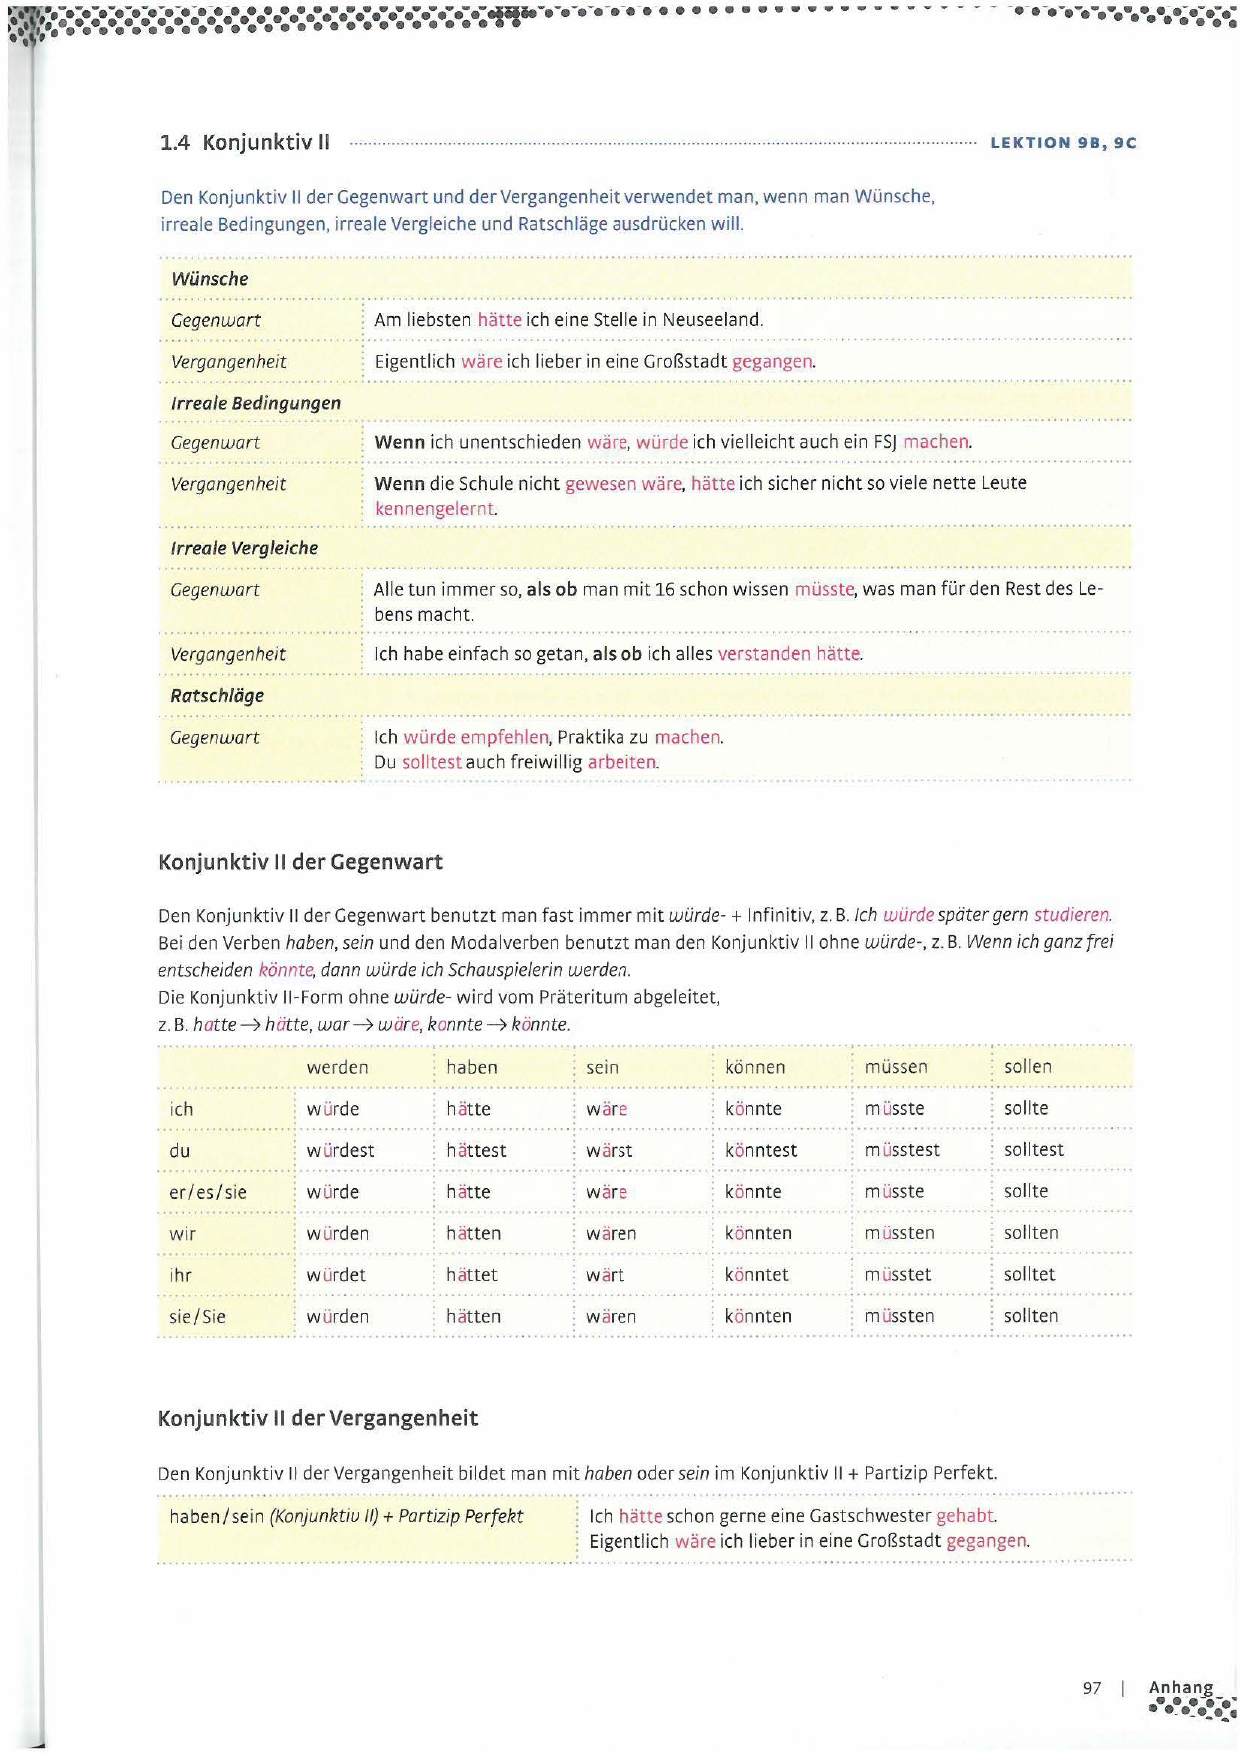 1.4 Konjunktiv II LEKTION 9B, 9C
Den Konjunktiv II der Gegenwart und der Vergangenheit verwendet man, wenn man Wünsche,
irreale Bedingungen, irreale Vergleiche und Ratschläge ausdrücken will.
Wünsche
Gegenwart Am liebsten hätte ich eine Stelle in Neuseeland.
Vergangenheit Eigentlich wäre ich lieber in eine Großstadt gegangen.
Irreale Bedingungen
Gegenwart Wenn ich unentschieden wäre, würde ich vielleicht auch ein FSJ machen.
Vergangenheit Wenn die Schule nicht gewesen wäre, hätte ich sicher nicht so viele nette Leute
kennengelernt.
Irreale Vergleiche
Gegenwart Alle tun immer so, als ob man mit 16 schon wissen müsste, was man für den Rest des Le-
bens macht.
Vergangenheit Ich habe einfach so getan, als ob ich alles verstanden hätte.
Ratschläge
Gegenwart Ich würde empfehlen, Praktika zu machen.
Du solltest auch freiwillig arbeiten.
Konjunktiv II der Gegenwart
Den Konjunktiv II der Gegenwart benutzt man fast immer mit würde- + Infinitiv, z. B. Ich würde später gern studieren.
Bei den Verben haben, sein und den Modalverben benutzt man den Konjunktiv II ohne würde-, z. B. Wenn ich ganz frei
entscheiden könnte, dann würde ich Schauspielerin werden.
Die Konjunktiv II-Form ohne würde- wird vom Präteritum abgeleitet,
z. B. hatte → hätte, war → wäre, konnte → könnte.
werden haben sein können müssen sollen
ich würde hätte wäre könnte müsste sollte
du würdest hättest wärst könntest müsstest solltest
er/es/sie würde hätte wäre könnte müsste sollte
wir würden hätten wären könnten müssten sollten
ihr würdet hättet wärt könntet müsstet solltet
sie/Sie würden hätten wären könnten müssten sollten
Konjunktiv II der Vergangenheit
Den Konjunktiv II der Vergangenheit bildet man mit haben oder sein im Konjunktiv II + Partizip Perfekt.
haben/sein (Konjunktiv II) + Partizip Perfekt Ich hätte schon gerne eine Gastschwester gehabt.
Eigentlich wäre ich lieber in eine Großstadt gegangen.
97 | Anhang